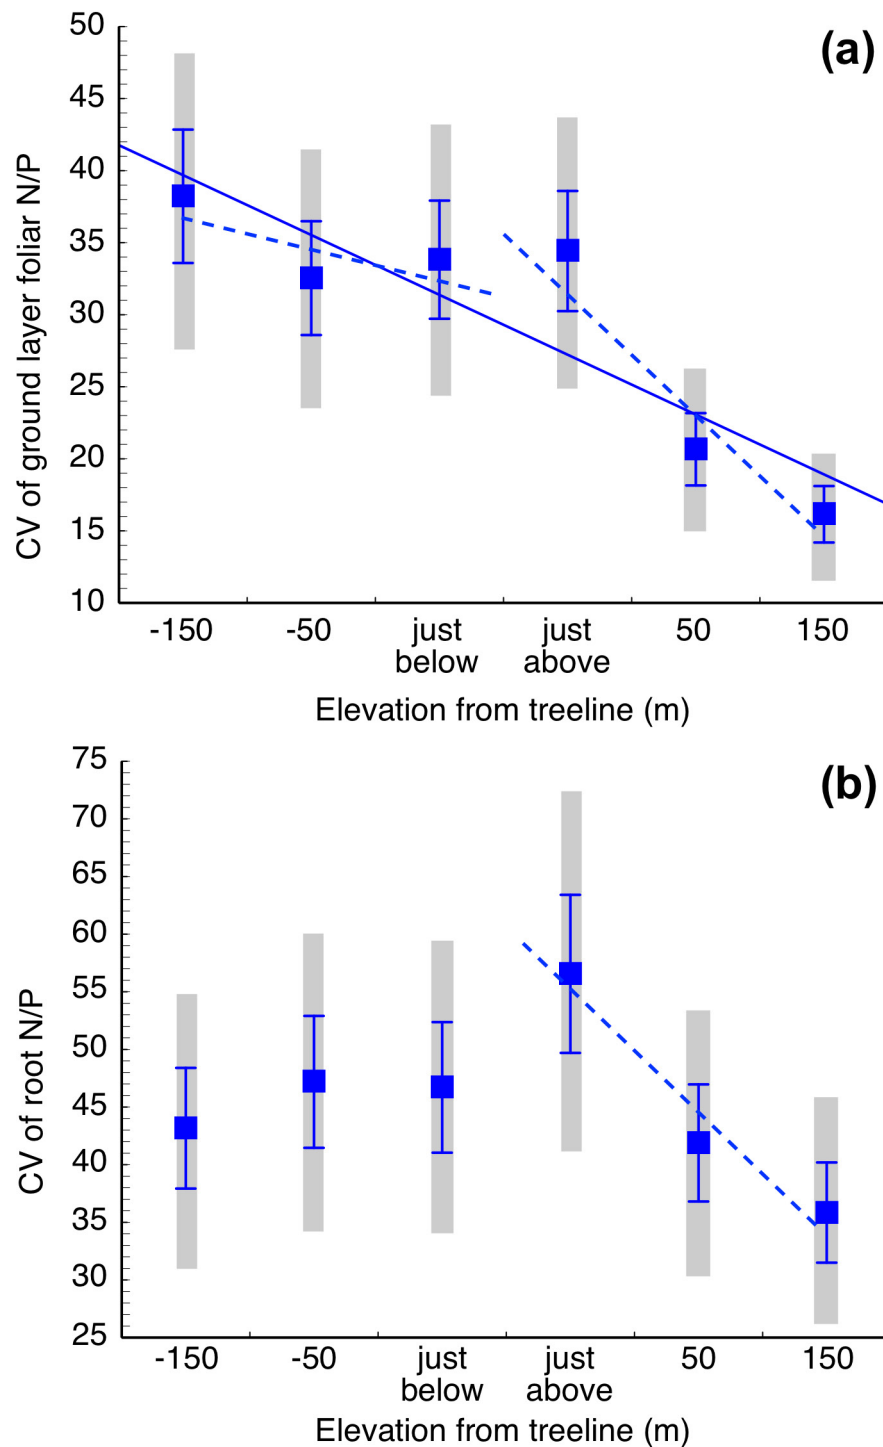 (a)
CV of ground layer foliar N/P
50
45
40
35
30
25
20
15
10
-150 -50 just below just above 50 150
Elevation from treeline (m)
(b)
CV of root N/P
75
70
65
60
55
50
45
40
35
30
25
-150 -50 just below just above 50 150
Elevation from treeline (m)